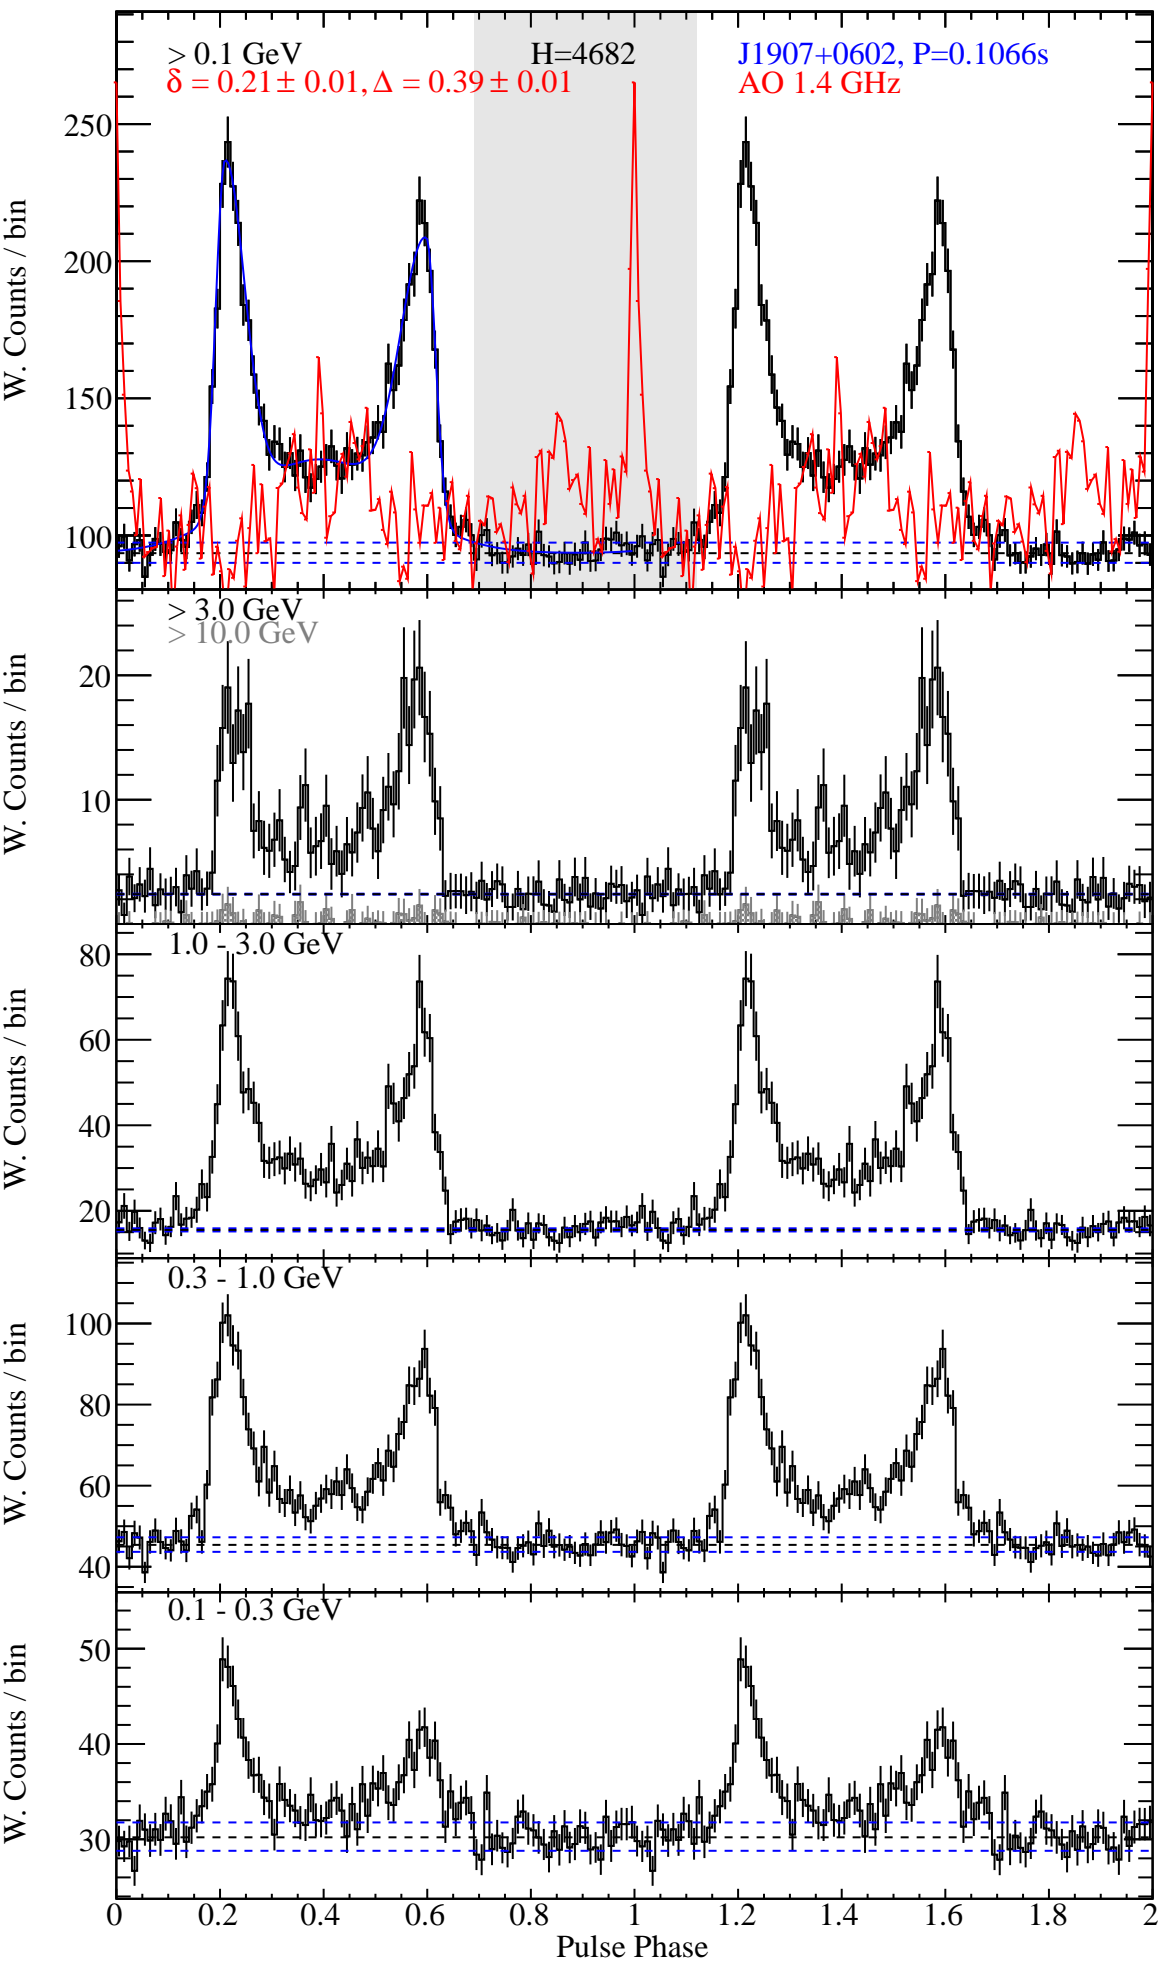 > 0.1 GeV
H=4682
J1907+0602, P=0.1066s
δ = 0.21 ± 0.01, Δ = 0.39 ± 0.01
AO 1.4 GHz
250
200
150
100
W. Counts / bin
> 3.0 GeV
> 10.0 GeV
20
10
W. Counts / bin
1.0 - 3.0 GeV
80
60
40
20
W. Counts / bin
0.3 - 1.0 GeV
100
80
60
40
W. Counts / bin
0.1 - 0.3 GeV
50
40
30
W. Counts / bin
0 0.2 0.4 0.6 0.8 1 1.2 1.4 1.6 1.8 2
Pulse Phase